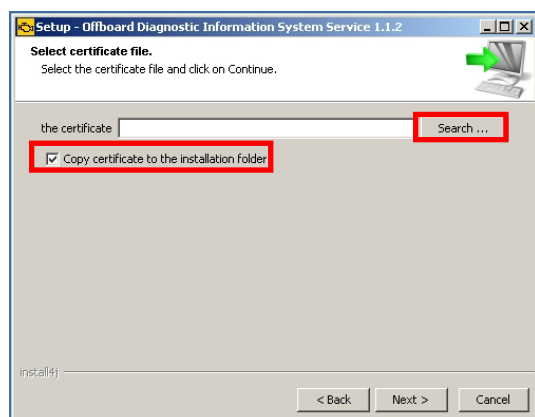 Setup - Offboard Diagnostic Information System Service 1.1.2
Select certificate file.
Select the certificate file and click on Continue.
the certificate Search ...
Copy certificate to the installation folder
install4j
< Back Next > Cancel